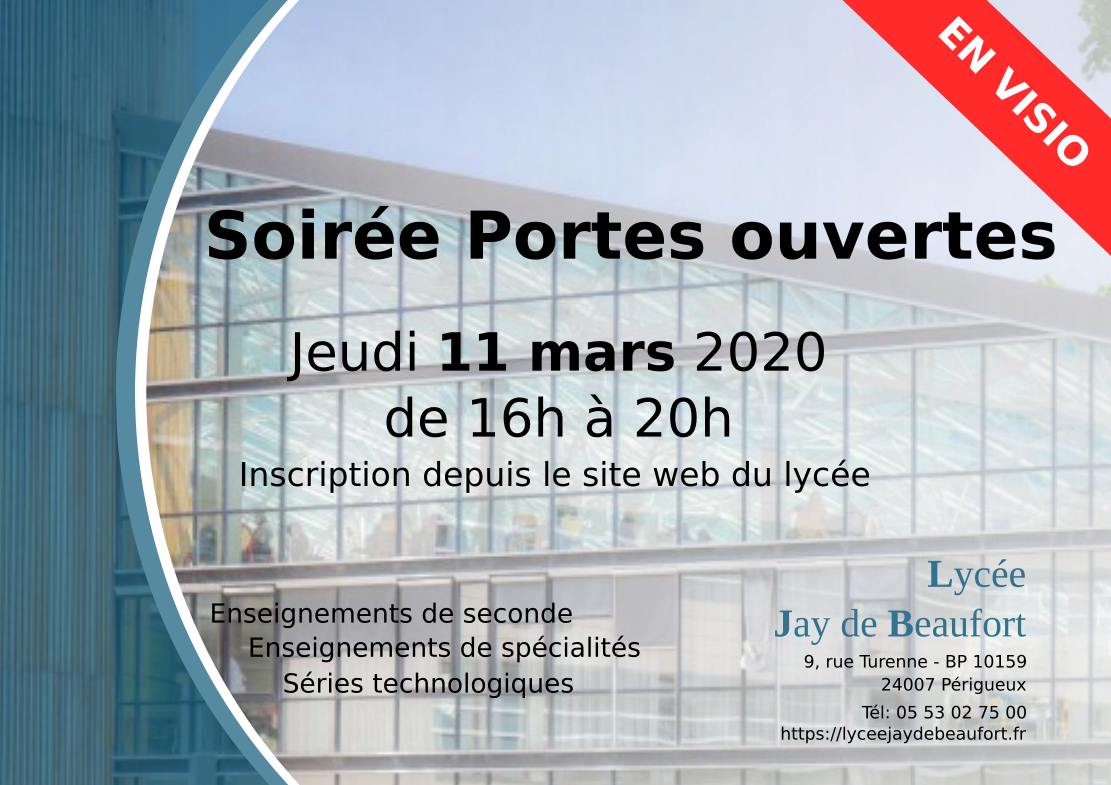 EN VISIO
Soirée Portes ouvertes
Jeudi 11 mars 2020
de 16h à 20h
Inscription depuis le site web du lycée
Enseignements de seconde
Enseignements de spécialités
Séries technologiques
Lycée
Jay de Beaufort
9, rue Turenne - BP 10159
24007 Périgueux
Tél: 05 53 02 75 00
https://lyceejaydebeaufort.fr